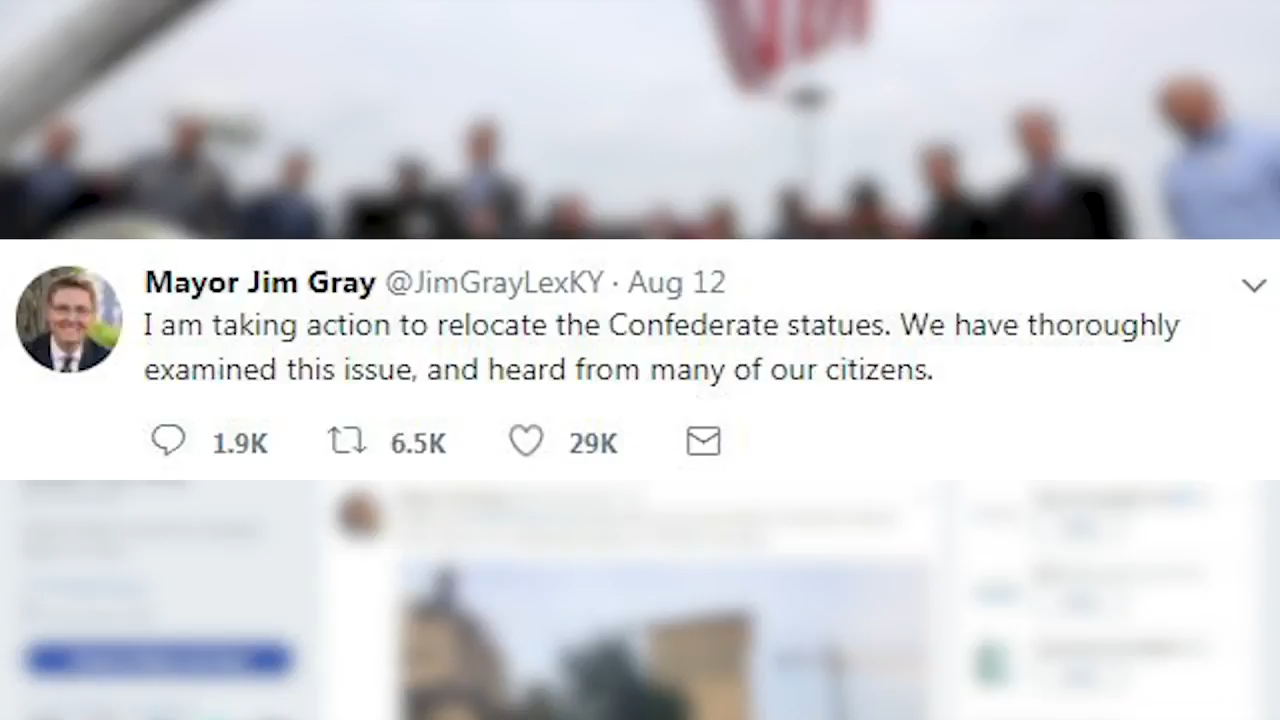 Mayor Jim Gray @JimGrayLexKY · Aug 12
I am taking action to relocate the Confederate statues. We have thoroughly
examined this issue, and heard from many of our citizens.
1.9K 6.5K 29K